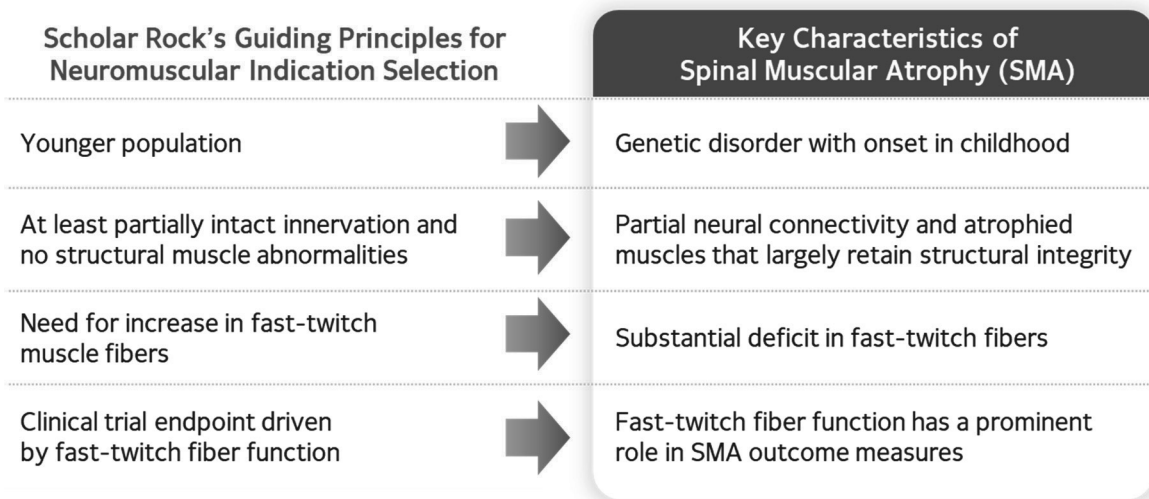 Scholar Rock's Guiding Principles for
Neuromuscular Indication Selection
Key Characteristics of
Spinal Muscular Atrophy (SMA)
Younger population
Genetic disorder with onset in childhood
At least partially intact innervation and
no structural muscle abnormalities
Partial neural connectivity and atrophied
muscles that largely retain structural integrity
Need for increase in fast-twitch
muscle fibers
Substantial deficit in fast-twitch fibers
Clinical trial endpoint driven
by fast-twitch fiber function
Fast-twitch fiber function has a prominent
role in SMA outcome measures